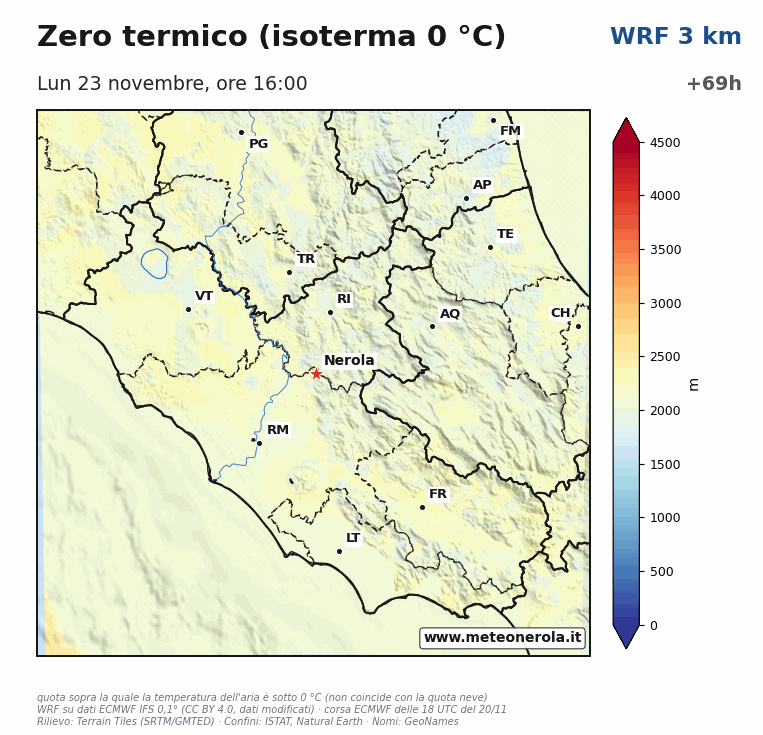 Zero termico (isoterma 0 °C)
WRF 3 km
Lun 23 novembre, ore 16:00
+69h
FM
PG
AP
TE
TR
VT
RI
AQ
CH
Nerola
RM
FR
LT
www.meteonerola.it
4500
4000
3500
3000
2500
2000
1500
1000
500
0
m
quota sopra la quale la temperatura dell'aria è sotto 0 °C (non coincide con la quota neve)
WRF su dati ECMWF IFS 0,1° (CC BY 4.0, dati modificati) · corsa ECMWF delle 18 UTC del 20/11
Rilievo: Terrain Tiles (SRTM/GMTED) · Confini: ISTAT, Natural Earth · Nomi: GeoNames